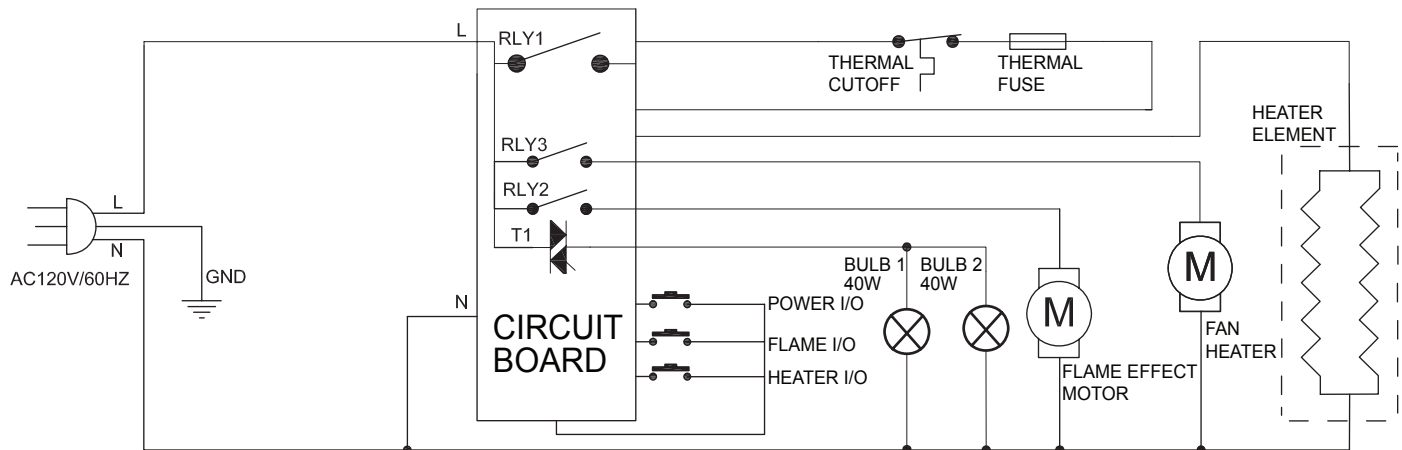 L
RLY1
THERMAL
CUTOFF
THERMAL
FUSE
HEATER
ELEMENT
RLY3
RLY2
T1
L
N
AC120V/60HZ
GND
N
CIRCUIT
BOARD
POWER I/O
FLAME I/O
HEATER I/O
BULB 1
40W
BULB 2
40W
M
FLAME EFFECT
MOTOR
M
FAN
HEATER